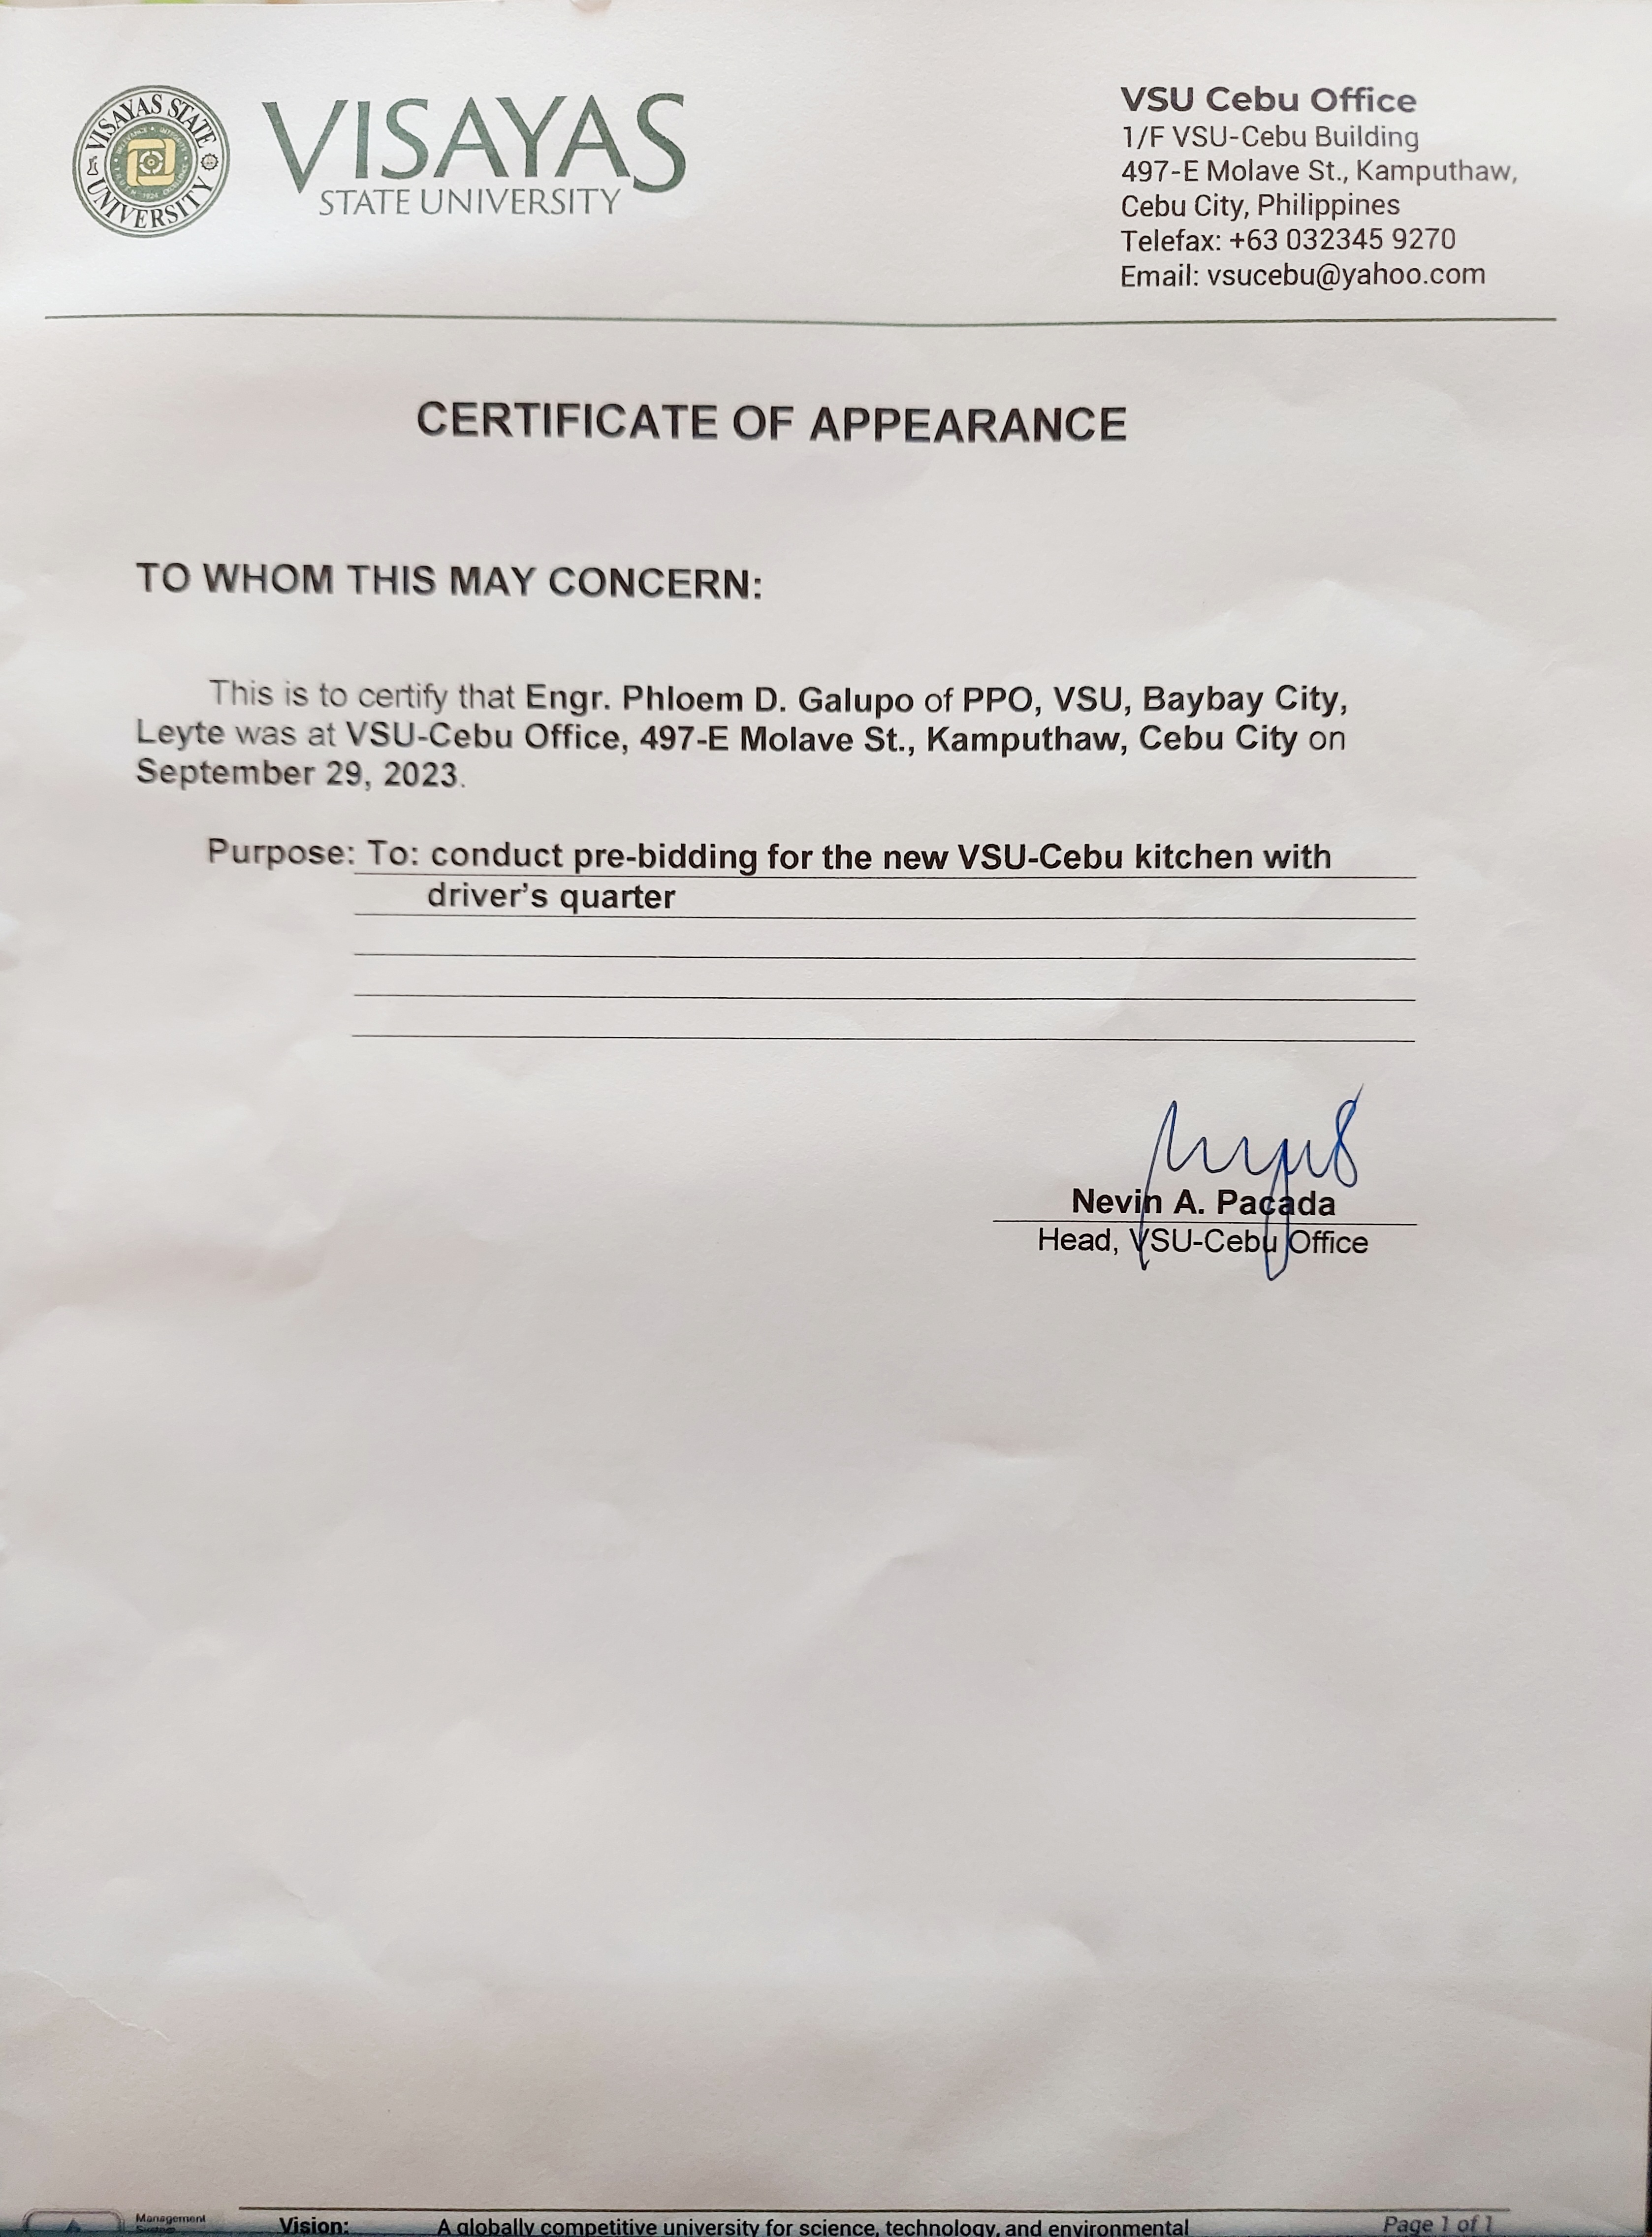 VISAYAS STATE
UNIVERSITY
VISAYAS
STATE UNIVERSITY
VSU Cebu Office
1/F VSU-Cebu Building
497-E Molave St., Kamputhaw,
Cebu City, Philippines
Telefax: +63 032345 9270
Email: vsucebu@yahoo.com
CERTIFICATE OF APPEARANCE
TO WHOM THIS MAY CONCERN:
This is to certify that Engr. Phloem D. Galupo of PPO, VSU, Baybay City,
Leyte was at VSU-Cebu Office, 497-E Molave St., Kamputhaw, Cebu City on
September 29, 2023.
Purpose: To: conduct pre-bidding for the new VSU-Cebu kitchen with
driver's quarter
Nevin A. Pacada
Head, VSU-Cebu Office
Management
System
Vision: A globally competitive university for science, technology, and environmental
Page 1 of 1